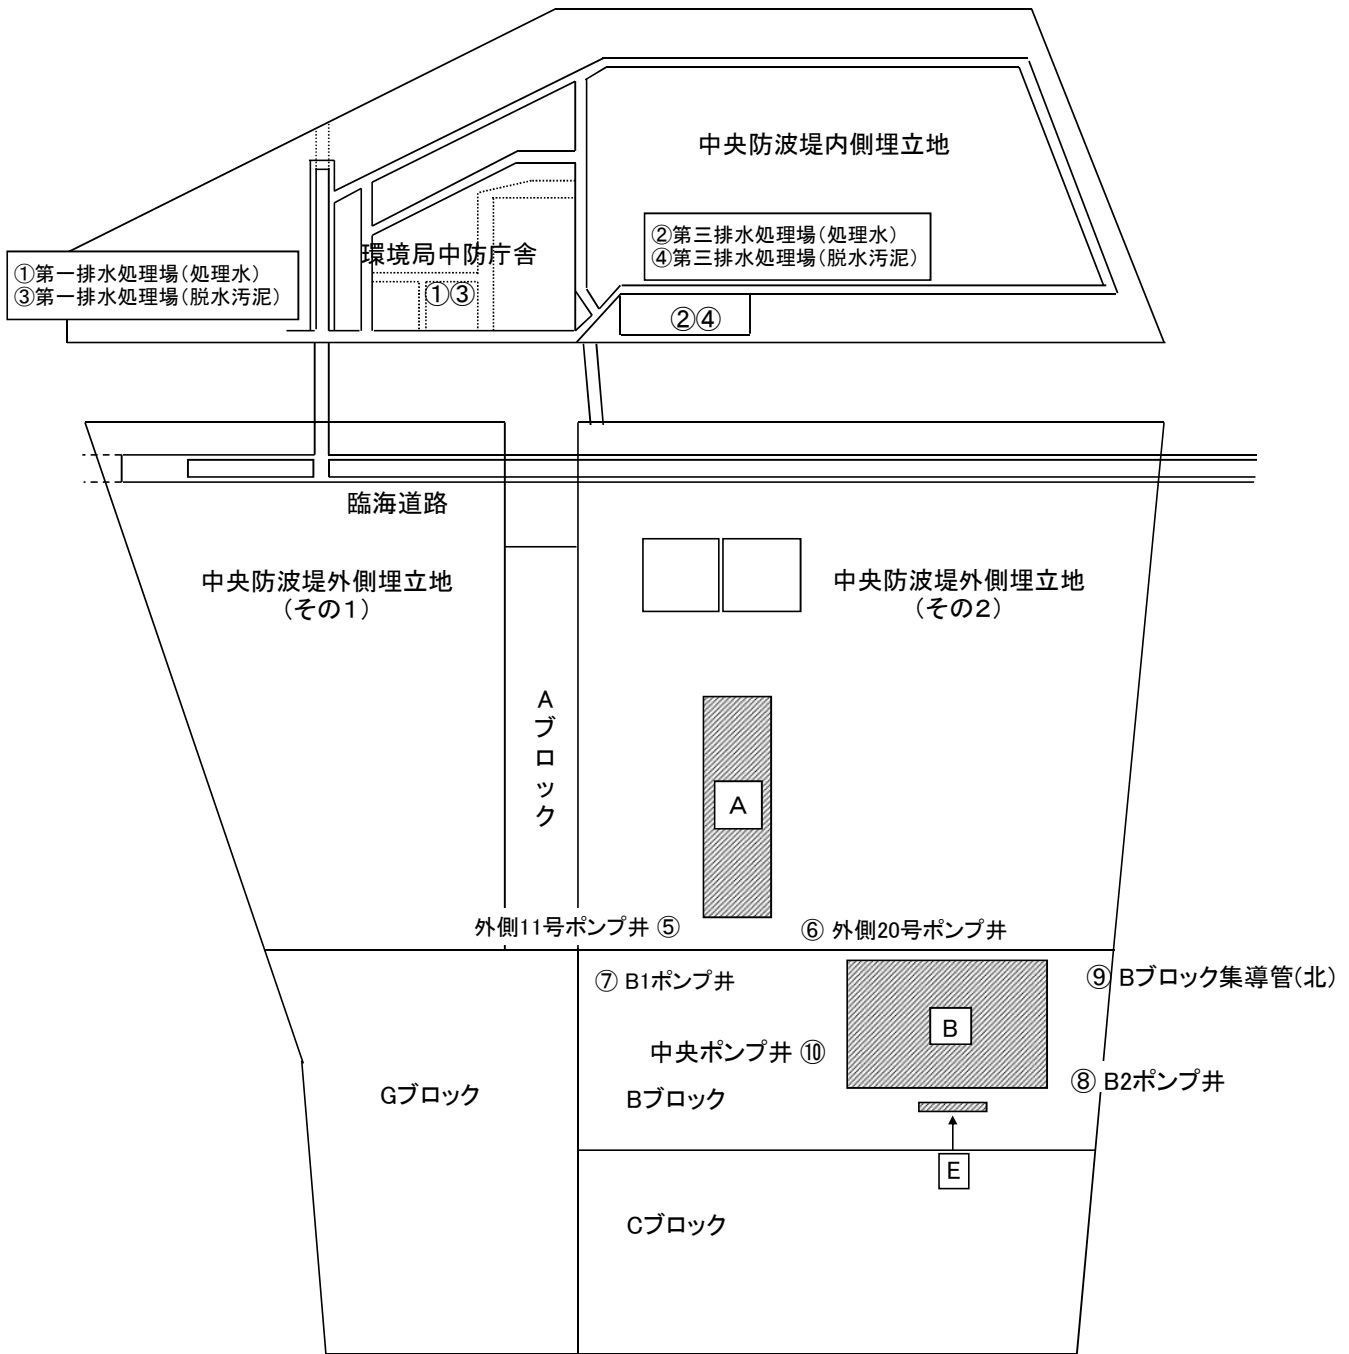 中央防波堤内側埋立地
②第三排水処理場(処理水)
④第三排水処理場(脱水汚泥)
環境局中防庁舎
①第一排水処理場(処理水)
③第一排水処理場(脱水汚泥)
①③
②④
臨海道路
中央防波堤外側埋立地
(その1)
中央防波堤外側埋立地
(その2)
Aブロック
A
外側11号ポンプ井 ⑤
⑥ 外側20号ポンプ井
⑦ B1ポンプ井
⑨ Bブロック集導管(北)
B
中央ポンプ井 ⑩
⑧ B2ポンプ井
Gブロック
Bブロック
E
Cブロック